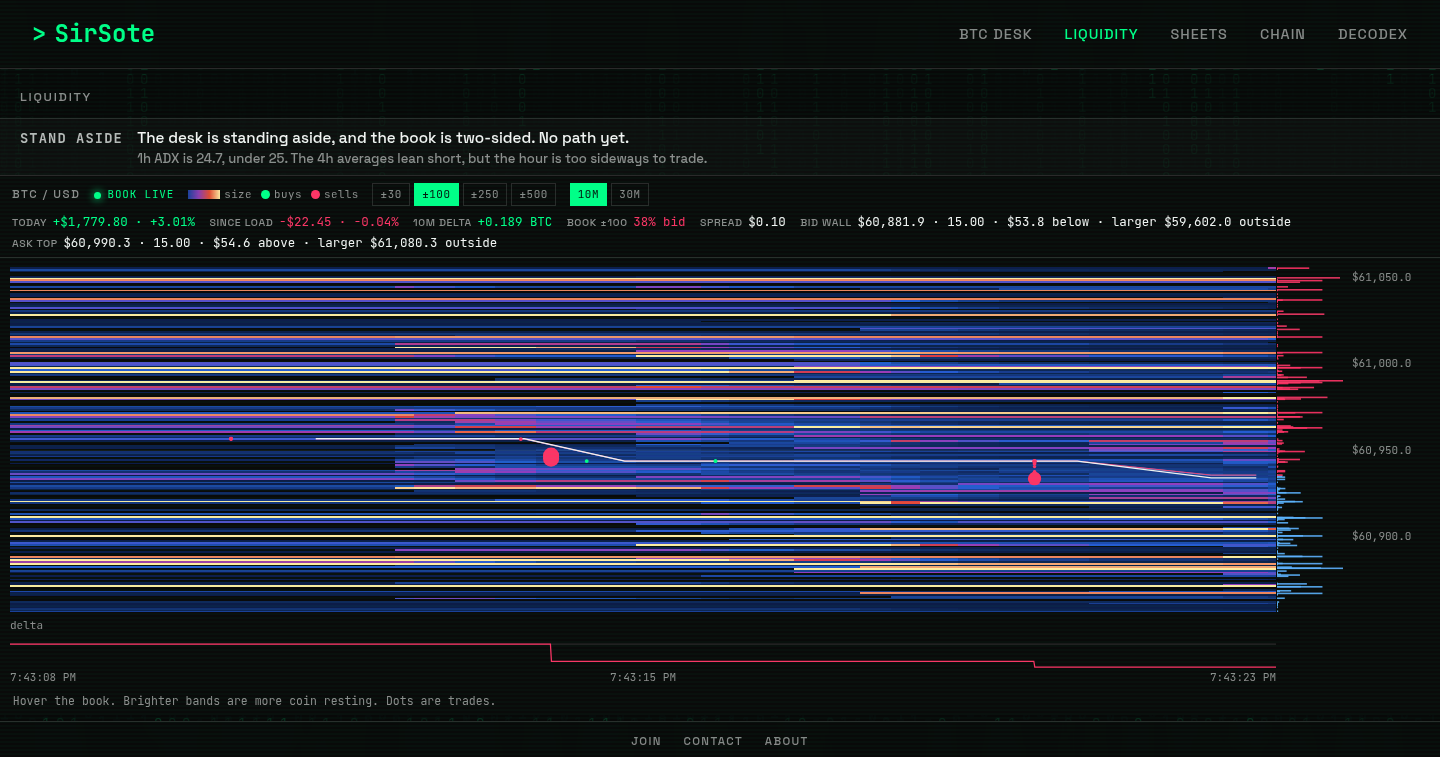 > SirSote
BTC DESK LIQUIDITY SHEETS CHAIN DECODEX
LIQUIDITY
STAND ASIDE The desk is standing aside, and the book is two-sided. No path yet.
1h ADX is 24.7, under 25. The 4h averages lean short, but the hour is too sideways to trade.
BTC / USD BOOK LIVE size buys sells ±30 ±100 ±250 ±500 10M 30M
TODAY +$1,779.80 · +3.01% SINCE LOAD -$22.45 · -0.04% 10M DELTA +0.189 BTC BOOK ±100 38% bid SPREAD $0.10 BID WALL $60,881.9 · 15.00 · $53.8 below · larger $59,602.0 outside
ASK TOP $60,990.3 · 15.00 · $54.6 above · larger $61,080.3 outside
$61,050.0
$61,000.0
$60,950.0
$60,900.0
delta
7:43:08 PM 7:43:15 PM 7:43:23 PM
Hover the book. Brighter bands are more coin resting. Dots are trades.
JOIN CONTACT ABOUT